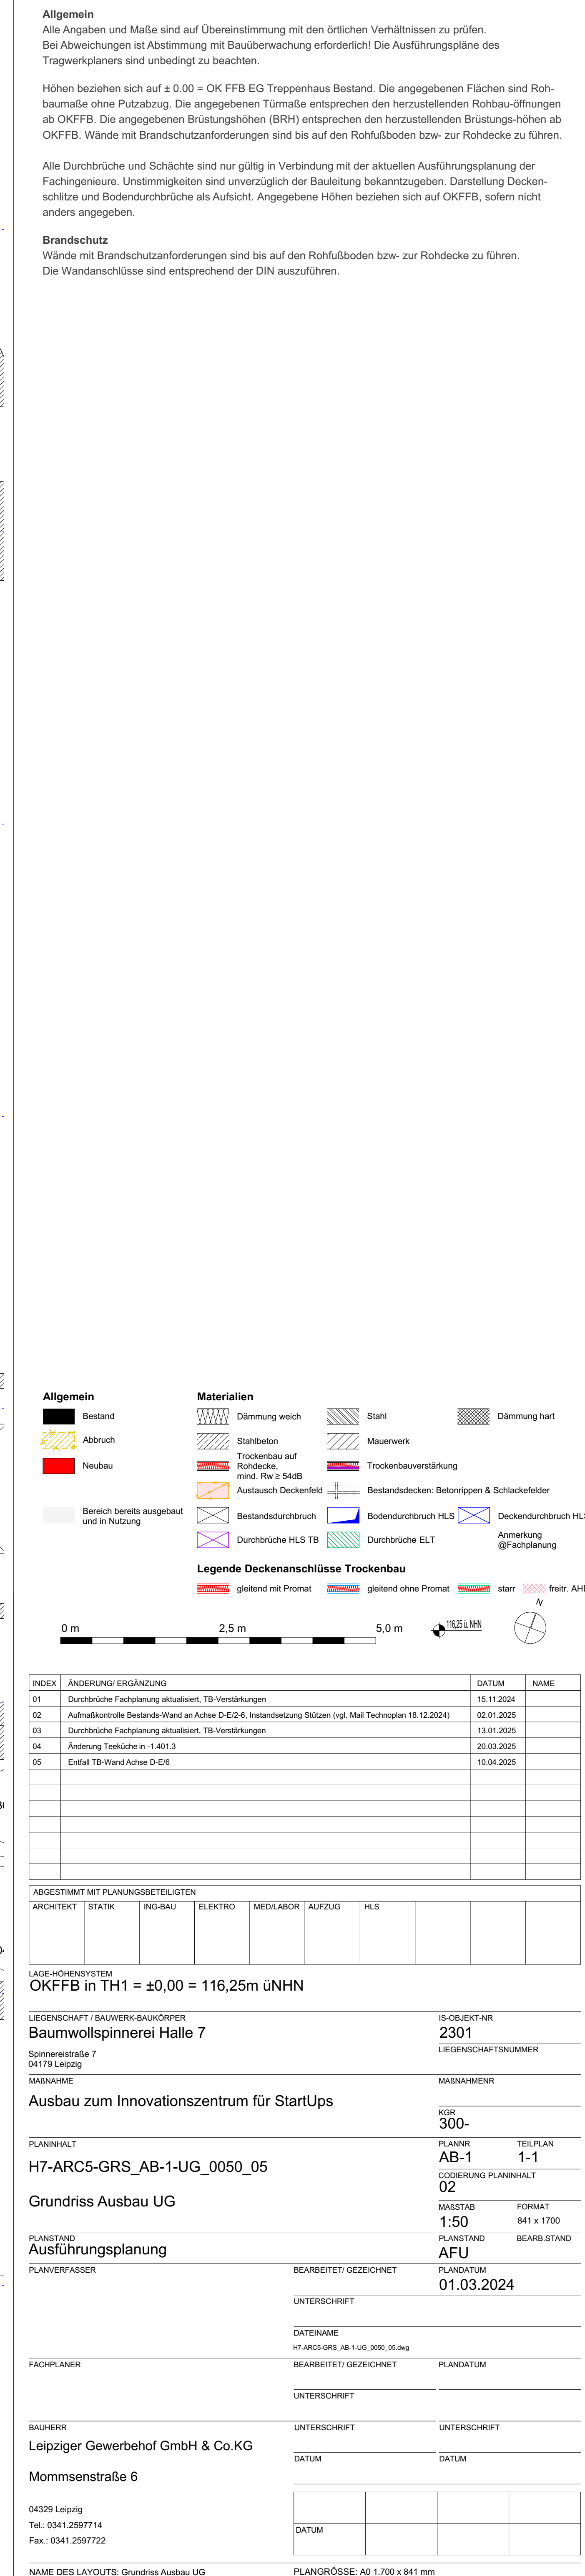 Allgemein
Alle Angaben und Maße sind auf Übereinstimmung mit den örtlichen Verhältnissen zu prüfen.
Bei Abweichungen ist Abstimmung mit Bauüberwachung erforderlich! Die Ausführungspläne des
Tragwerkplaners sind unbedingt zu beachten.
Höhen beziehen sich auf ± 0.00 = OK FFB EG Treppenhaus Bestand. Die angegebenen Flächen sind Roh-
baumaße ohne Putzabzug. Die angegebenen Türmaße entsprechen den herzustellenden Rohbau-öffnungen
ab OKFFB. Die angegebenen Brüstungshöhen (BRH) entsprechen den herzustellenden Brüstungs-höhen ab
OKFFB. Wände mit Brandschutzanforderungen sind bis auf den Rohfußboden bzw- zur Rohdecke zu führen.
Alle Durchbrüche und Schächte sind nur gültig in Verbindung mit der aktuellen Ausführungsplanung der
Fachingenieure. Unstimmigkeiten sind unverzüglich der Bauleitung bekanntzugeben. Darstellung Decken-
schlitze und Bodendurchbrüche als Aufsicht. Angegebene Höhen beziehen sich auf OKFFB, sofern nicht
anders angegeben.
Brandschutz
Wände mit Brandschutzanforderungen sind bis auf den Rohfußboden bzw- zur Rohdecke zu führen.
Die Wandanschlüsse sind entsprechend der DIN auszuführen.
Allgemein Materialien
Bestand Dämmung weich Stahl Dämmung hart
Abbruch Stahlbeton Mauerwerk
Neubau Trockenbau auf
Rohdecke,
mind. Rw ≥ 54dB Trockenbauverstärkung
Austausch Deckenfeld Bestandsdecken: Betonrippen & Schlackefelder
Bereich bereits ausgebaut
und in Nutzung
Bestandsdurchbruch Bodendurchbruch HLS Deckendurchbruch HLS
Durchbrüche HLS TB Durchbrüche ELT Anmerkung
@Fachplanung
Legende Deckenanschlüsse Trockenbau
gleitend mit Promat gleitend ohne Promat starr freitr. AHD
0 m 2,5 m 5,0 m 116,25 ü. NHN N
INDEX ÄNDERUNG/ ERGÄNZUNG DATUM NAME
01 Durchbrüche Fachplanung aktualisiert, TB-Verstärkungen 15.11.2024
02 Aufmaßkontrolle Bestands-Wand an Achse D-E/2-6, Instandsetzung Stützen (vgl. Mail Technoplan 18.12.2024) 02.01.2025
03 Durchbrüche Fachplanung aktualisiert, TB-Verstärkungen 13.01.2025
04 Änderung Teeküche in -1.401.3 20.03.2025
05 Entfall TB-Wand Achse D-E/6 10.04.2025
ABGESTIMMT MIT PLANUNGSBETEILIGTEN
ARCHITEKT STATIK ING-BAU ELEKTRO MED/LABOR AUFZUG HLS
LAGE-HÖHENSYSTEM
OKFFB in TH1 = ±0,00 = 116,25m üNHN
LIEGENSCHAFT / BAUWERK-BAUKÖRPER IS-OBJEKT-NR
Baumwollspinnerei Halle 7 2301
LIEGENSCHAFTSNUMMER
Spinnereistraße 7
04179 Leipzig
MAßNAHME MAßNAHMENR
Ausbau zum Innovationszentrum für StartUps
KGR
300-
PLANINHALT PLANNR TEILPLAN
H7-ARC5-GRS_AB-1-UG_0050_05 AB-1 1-1
CODIERUNG PLANINHALT
02
Grundriss Ausbau UG
MAßSTAB FORMAT
1:50 841 x 1700
PLANSTAND PLANSTAND BEARB.STAND
Ausführungsplanung AFU
PLANVERFASSER BEARBEITET/ GEZEICHNET PLANDATUM
01.03.2024
UNTERSCHRIFT
DATEINAME
H7-ARC5-GRS_AB-1-UG_0050_05.dwg
FACHPLANER BEARBEITET/ GEZEICHNET PLANDATUM
UNTERSCHRIFT
BAUHERR UNTERSCHRIFT UNTERSCHRIFT
Leipziger Gewerbehof GmbH & Co.KG
DATUM DATUM
Mommsenstraße 6
04329 Leipzig
Tel.: 0341.2597714
DATUM
Fax.: 0341.2597722
NAME DES LAYOUTS: Grundriss Ausbau UG PLANGRÖSSE: A0 1.700 x 841 mm